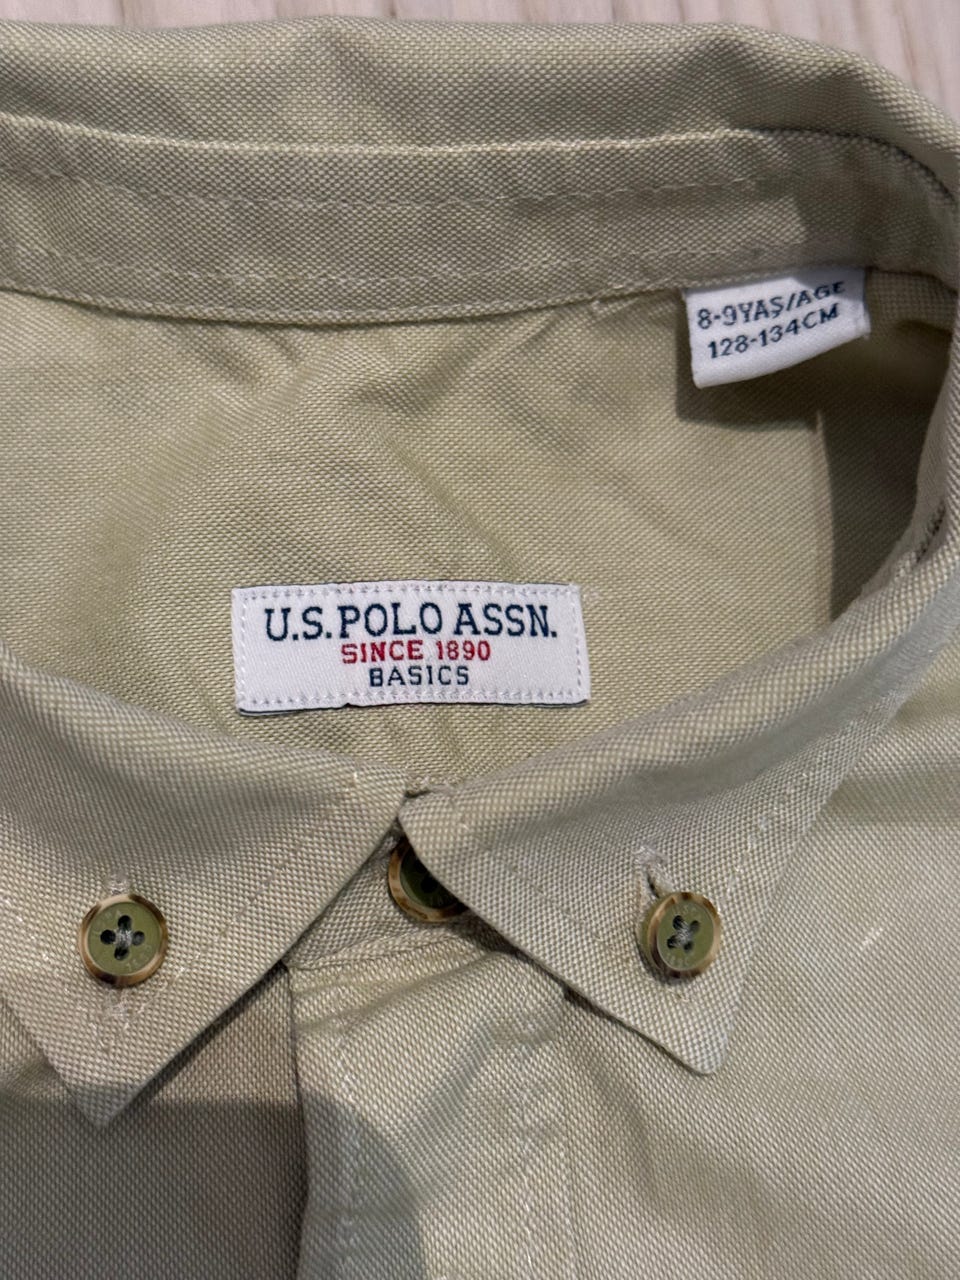 8-9YAŞ/AGE
128-134CM
U.S. POLO ASSN.
SINCE 1890
BASICS